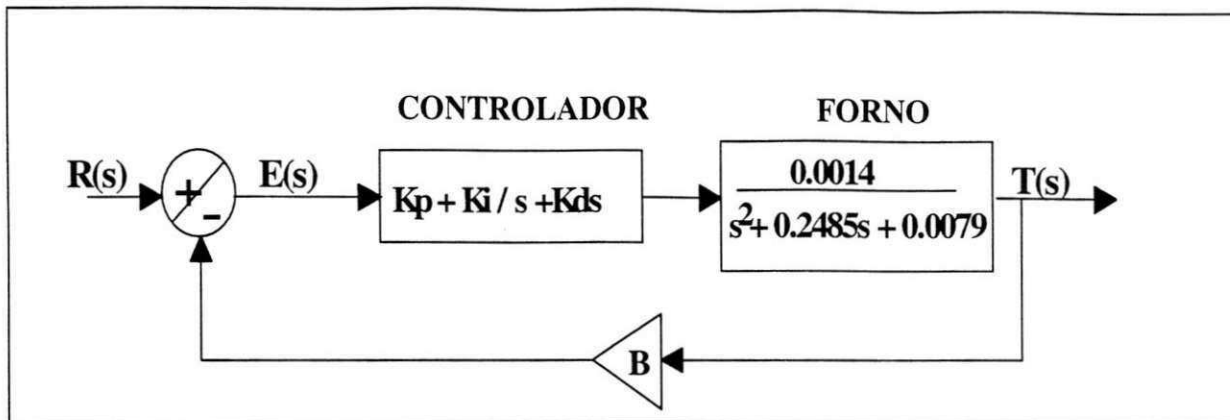 CONTROLADOR
FORNO
R(s)
+
-
E(s)
Kp + Ki / s + Kds
0.0014
s²+ 0.2485s + 0.0079
T(s)
B